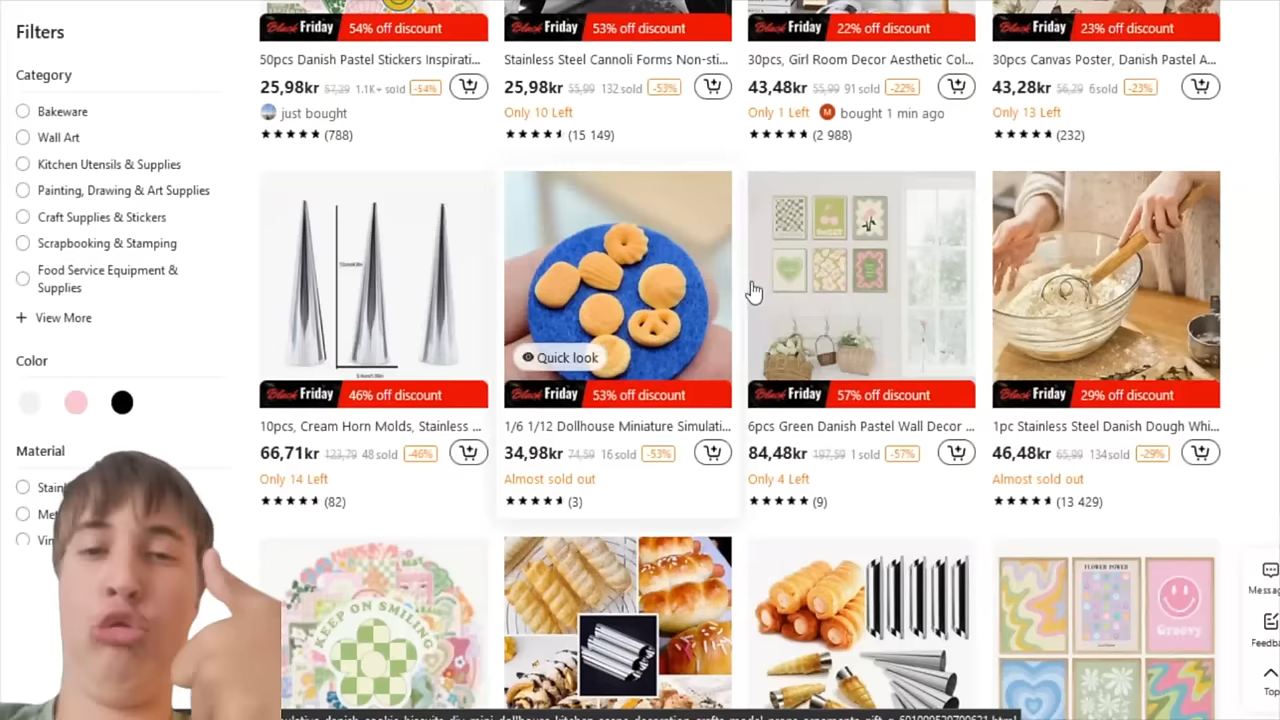 Filters
Category
Bakeware
Wall Art
Kitchen Utensils & Supplies
Painting, Drawing & Art Supplies
Craft Supplies & Stickers
Scrapbooking & Stamping
Food Service Equipment &
Supplies
+ View More
Color
Material
Black Friday 54% off discount
50pcs Danish Pastel Stickers Inspirati...
25,98kr 57,29 1.1K+ sold -54%
just bought
(788)
Black Friday 53% off discount
Stainless Steel Cannoli Forms Non-sti...
25,98kr 55,99 132 sold -53%
Only 10 Left
(15 149)
Black Friday 22% off discount
30pcs, Girl Room Decor Aesthetic Col...
43,48kr 55,99 91 sold -22%
Only 1 Left M bought 1 min ago
(2 988)
Black Friday 23% off discount
30pcs Canvas Poster, Danish Pastel A...
43,28kr 56,29 6 sold -23%
Only 13 Left
(232)
Black Friday 46% off discount
10pcs, Cream Horn Molds, Stainless ...
66,71kr 123,79 48 sold -46%
Only 14 Left
(82)
Quick look
Black Friday 53% off discount
1/6 1/12 Dollhouse Miniature Simulati...
34,98kr 74,59 16 sold -53%
Almost sold out
(3)
Black Friday 57% off discount
6pcs Green Danish Pastel Wall Decor ...
84,48kr 197,59 1 sold -57%
Only 4 Left
(9)
Black Friday 29% off discount
1pc Stainless Steel Danish Dough Whi...
46,48kr 65,99 134 sold -29%
Almost sold out
(13 429)
KEEP ON SMILING
FLOWER POWER
Groovy
Messag
Feedba
Top